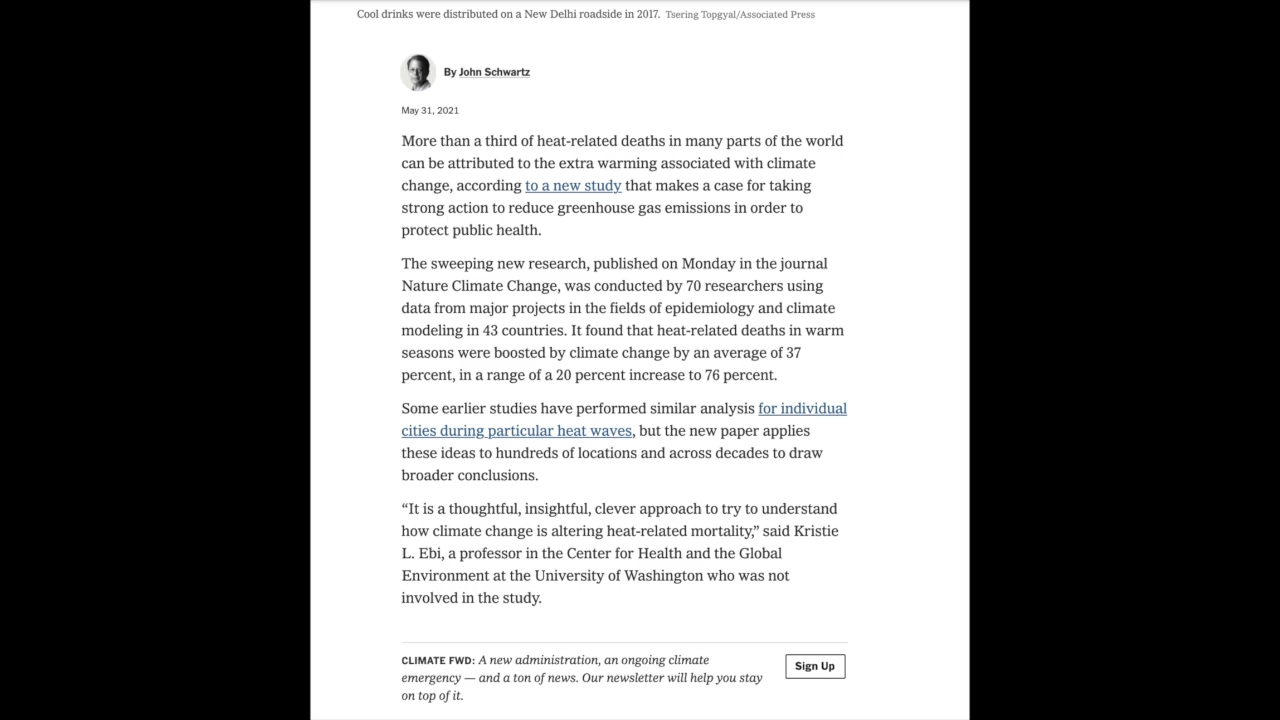 Cool drinks were distributed on a New Delhi roadside in 2017. Tsering Topgyal/Associated Press
By John Schwartz
May 31, 2021
More than a third of heat-related deaths in many parts of the world
can be attributed to the extra warming associated with climate
change, according to a new study that makes a case for taking
strong action to reduce greenhouse gas emissions in order to
protect public health.
The sweeping new research, published on Monday in the journal
Nature Climate Change, was conducted by 70 researchers using
data from major projects in the fields of epidemiology and climate
modeling in 43 countries. It found that heat-related deaths in warm
seasons were boosted by climate change by an average of 37
percent, in a range of a 20 percent increase to 76 percent.
Some earlier studies have performed similar analysis for individual
cities during particular heat waves, but the new paper applies
these ideas to hundreds of locations and across decades to draw
broader conclusions.
“It is a thoughtful, insightful, clever approach to try to understand
how climate change is altering heat-related mortality,” said Kristie
L. Ebi, a professor in the Center for Health and the Global
Environment at the University of Washington who was not
involved in the study.
CLIMATE FWD: A new administration, an ongoing climate
emergency — and a ton of news. Our newsletter will help you stay
on top of it.
Sign Up